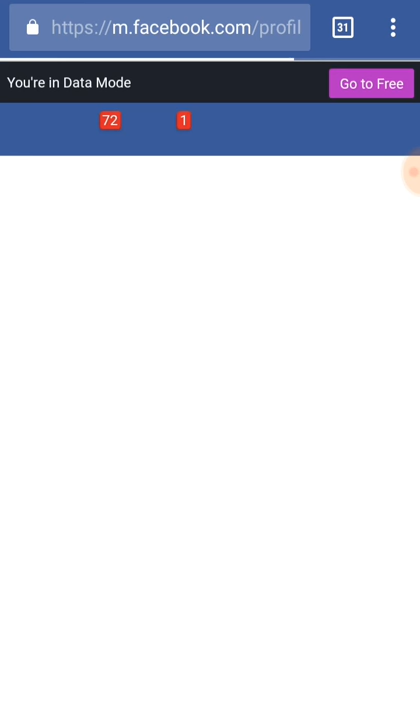 https://m.facebook.com/profil
31
You're in Data Mode
Go to Free
72
1